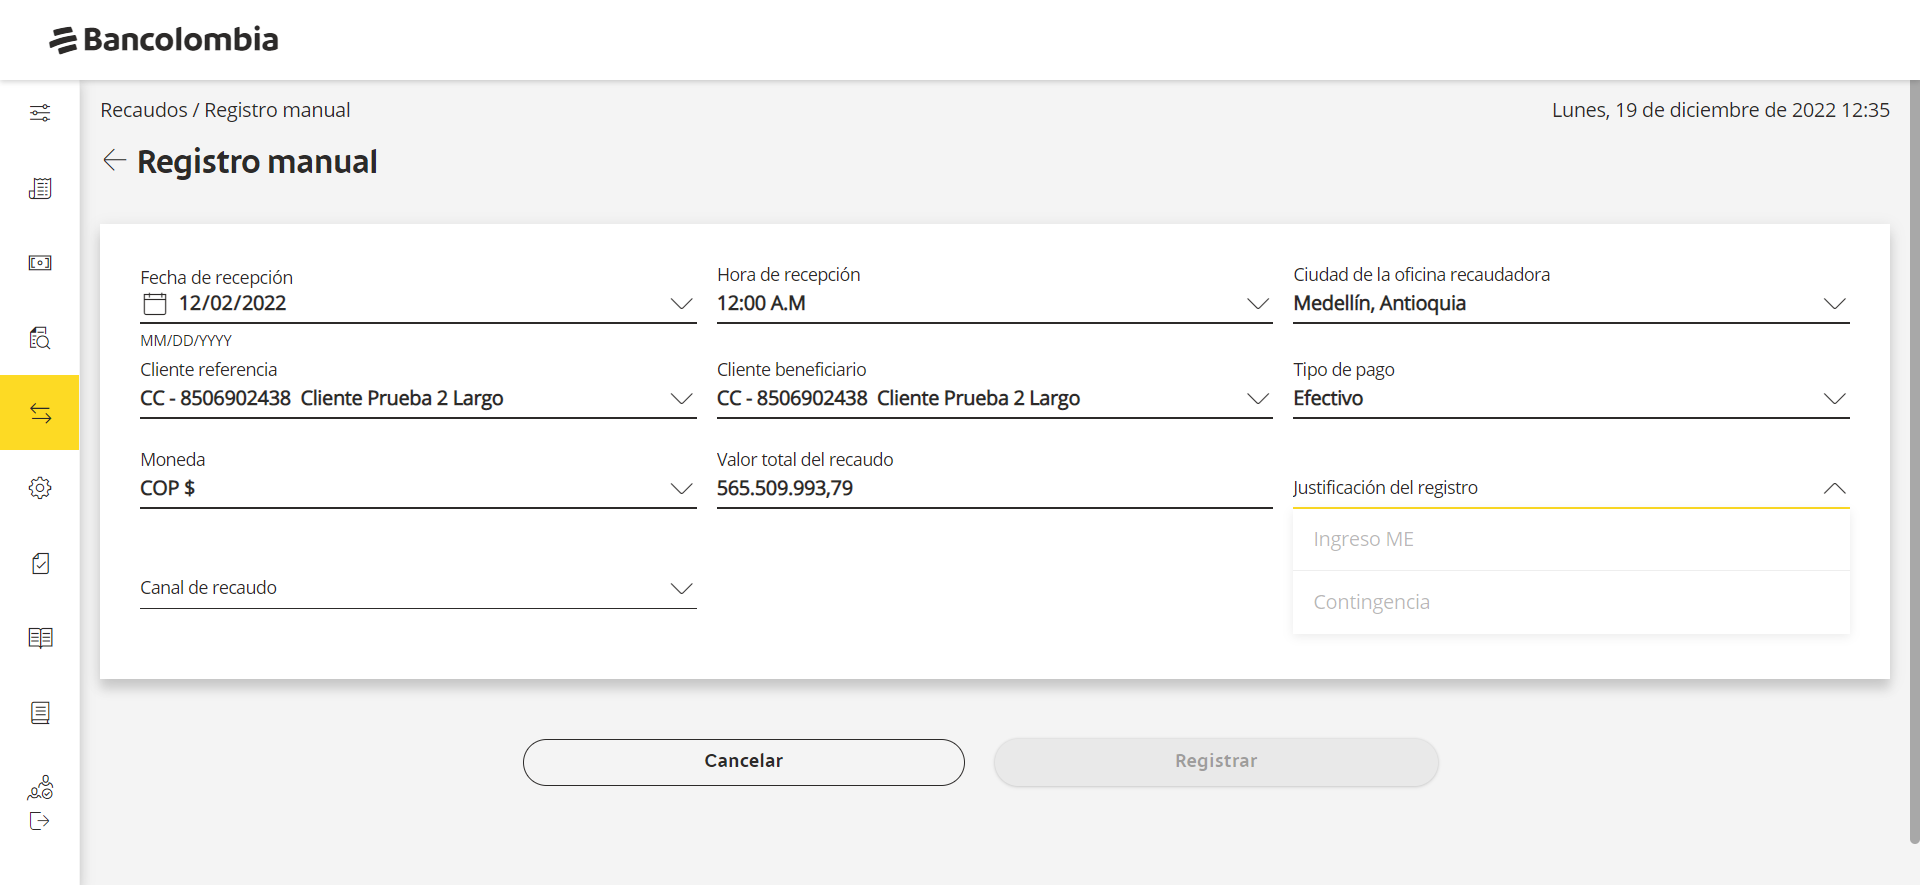 Bancolombia
Recaudos / Registro manual
Lunes, 19 de diciembre de 2022 12:35
Registro manual
Fecha de recepción
12/02/2022
MM/DD/YYYY
Hora de recepción
12:00 A.M
Ciudad de la oficina recaudadora
Medellín, Antioquia
Cliente referencia
CC - 8506902438 Cliente Prueba 2 Largo
Cliente beneficiario
CC - 8506902438 Cliente Prueba 2 Largo
Tipo de pago
Efectivo
Moneda
COP $
Valor total del recaudo
565.509.993,79
Justificación del registro
Ingreso ME
Contingencia
Canal de recaudo
Cancelar
Registrar